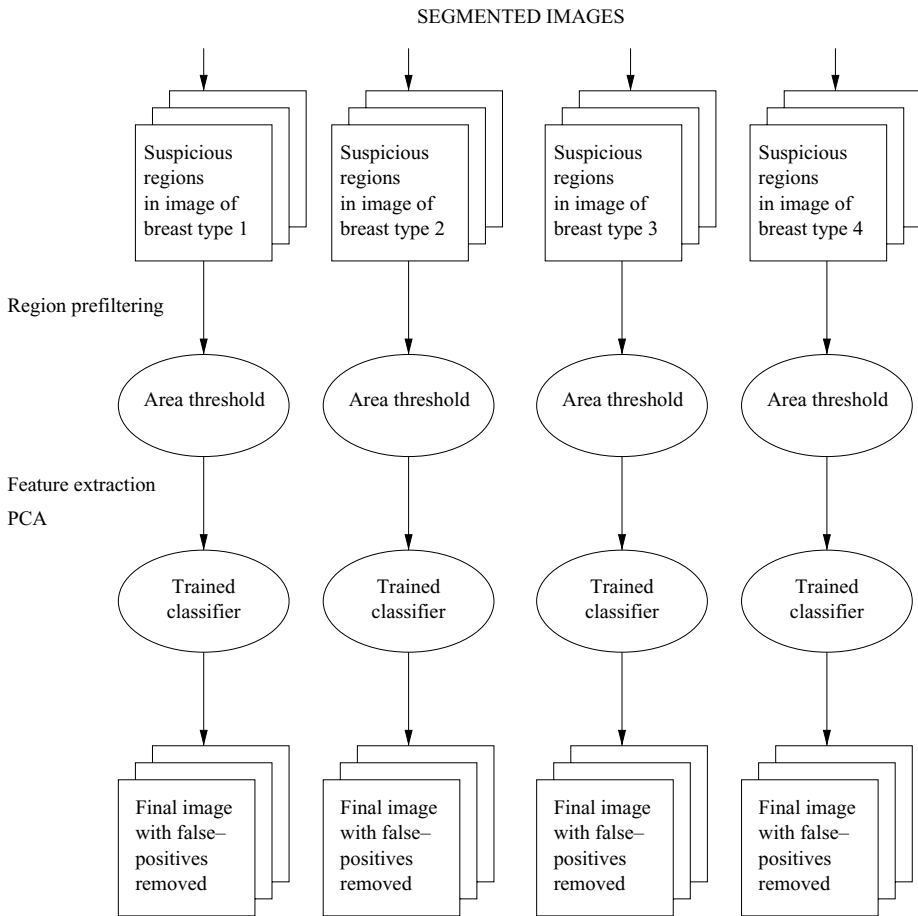 SEGMENTED IMAGES
Suspicious
regions
in image of
breast type 1
Suspicious
regions
in image of
breast type 2
Suspicious
regions
in image of
breast type 3
Suspicious
regions
in image of
breast type 4
Region prefiltering
Area threshold
Area threshold
Area threshold
Area threshold
Feature extraction
PCA
Trained
classifier
Trained
classifier
Trained
classifier
Trained
classifier
Final image
with false–
positives
removed
Final image
with false–
positives
removed
Final image
with false–
positives
removed
Final image
with false–
positives
removed